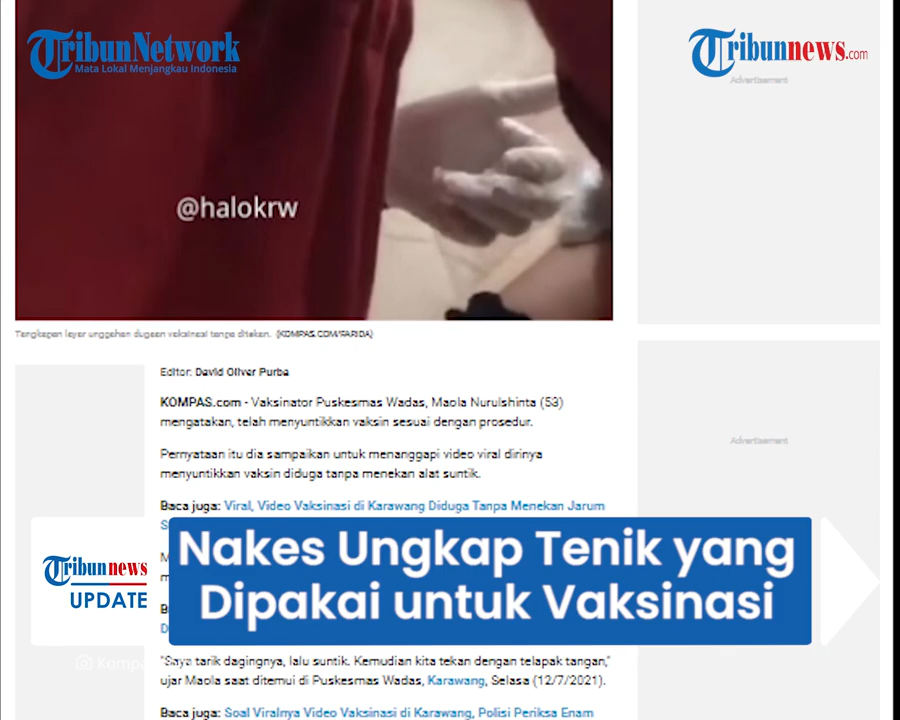 TribunNetwork
Mata Lokal Menjangkau Indonesia
Tribunnews.com
Advertisement
@halokrw
Tangkapan layar unggahan dugaan vaksinasi tanpa ditekan. (KOMPAS.COM/FARIDA)
Editor: David Oliver Purba
KOMPAS.com - Vaksinator Puskesmas Wadas, Maola Nurulshinta (53)
mengatakan, telah menyuntikkan vaksin sesuai dengan prosedur.
Pernyataan itu dia sampaikan untuk menanggapi video viral dirinya
menyuntikkan vaksin diduga tanpa menekan alat suntik.
Advertisement
Baca juga: Viral, Video Vaksinasi di Karawang Diduga Tanpa Menekan Jarum
Nakes Ungkap Tenik yang
Dipakai untuk Vaksinasi
Tribunnews
UPDATE
"Saya tarik dagingnya, lalu suntik. Kemudian kita tekan dengan telapak tangan,"
ujar Maola saat ditemui di Puskesmas Wadas, Karawang, Selasa (12/7/2021).
Baca juga: Soal Viralnya Video Vaksinasi di Karawang, Polisi Periksa Enam